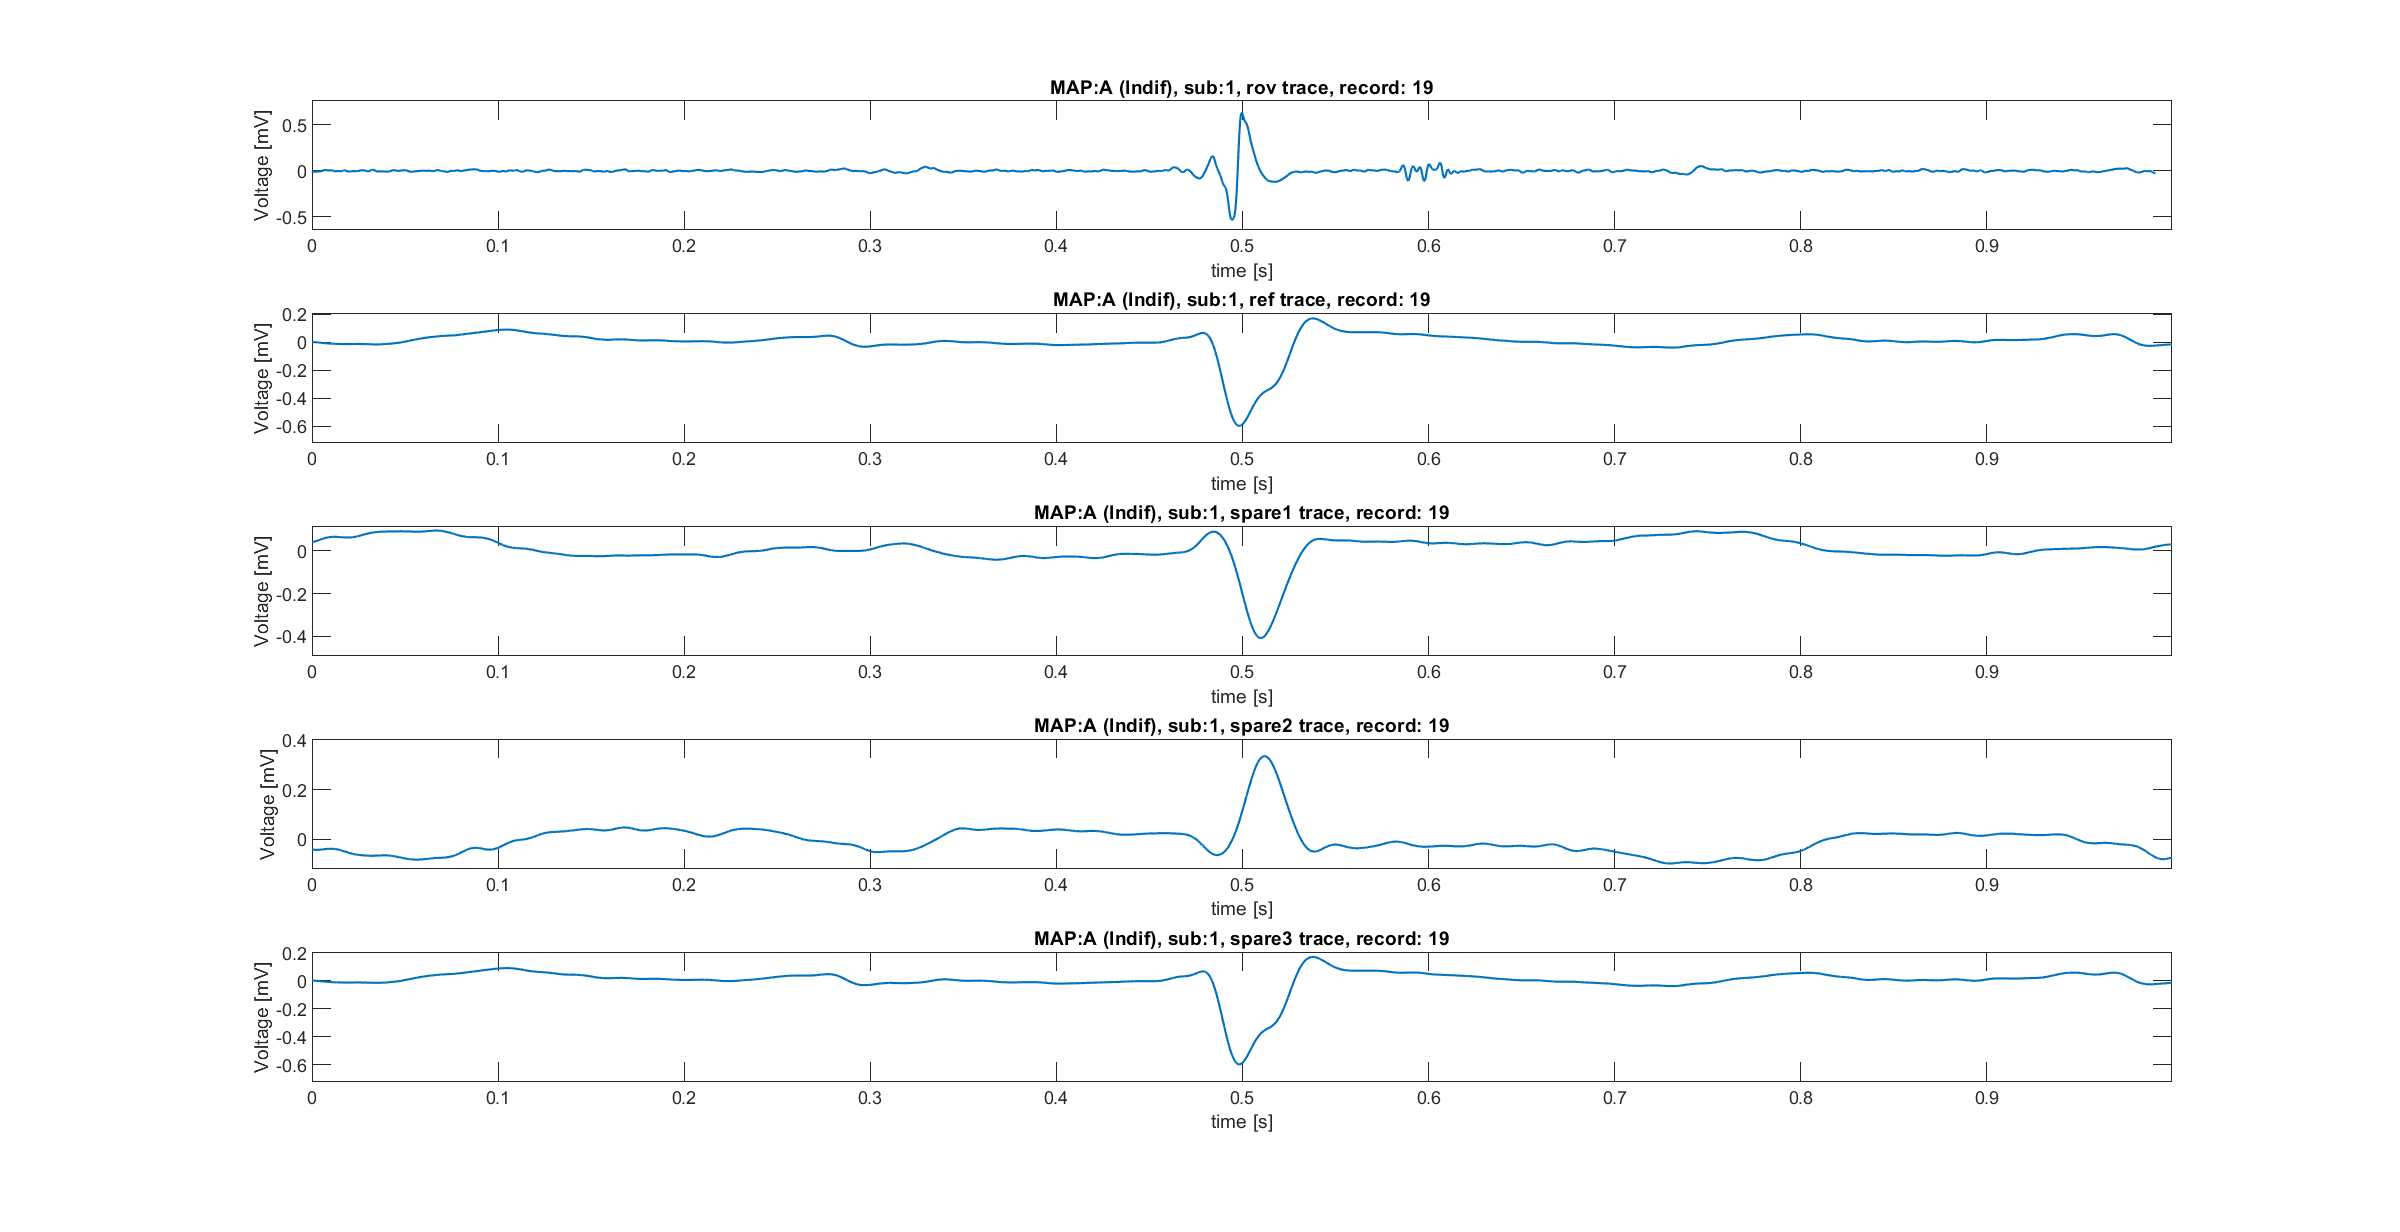 MAP:A (Indif), sub:1, rov trace, record: 19
Voltage [mV]
0.5
0
-0.5
0 0.1 0.2 0.3 0.4 0.5 0.6 0.7 0.8 0.9
time [s]
MAP:A (Indif), sub:1, ref trace, record: 19
Voltage [mV]
0.2
0
-0.2
-0.4
-0.6
0 0.1 0.2 0.3 0.4 0.5 0.6 0.7 0.8 0.9
time [s]
MAP:A (Indif), sub:1, spare1 trace, record: 19
Voltage [mV]
0
-0.2
-0.4
0 0.1 0.2 0.3 0.4 0.5 0.6 0.7 0.8 0.9
time [s]
MAP:A (Indif), sub:1, spare2 trace, record: 19
Voltage [mV]
0.4
0.2
0
0 0.1 0.2 0.3 0.4 0.5 0.6 0.7 0.8 0.9
time [s]
MAP:A (Indif), sub:1, spare3 trace, record: 19
Voltage [mV]
0.2
0
-0.2
-0.4
-0.6
0 0.1 0.2 0.3 0.4 0.5 0.6 0.7 0.8 0.9
time [s]